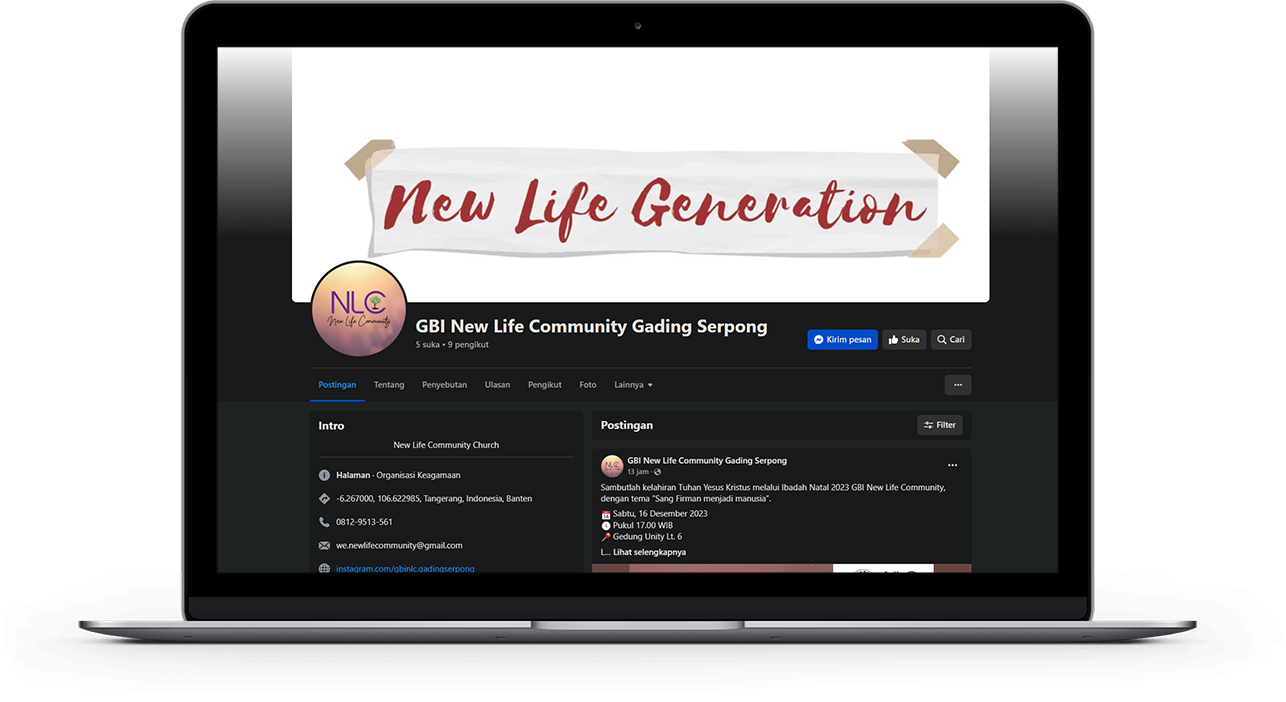 New Life Generation
NLC
New Life Community
GBI New Life Community Gading Serpong
5 suka • 9 pengikut
Kirim pesan
Suka
Cari
Postingan
Tentang
Penyebutan
Ulasan
Pengikut
Foto
Lainnya
Intro
New Life Community Church
Halaman · Organisasi Keagamaan
-6.267000, 106.622985, Tangerang, Indonesia, Banten
0812-9513-561
we.newlifecommunity@gmail.com
instagram.com/gbinlc.gadingserpong
Postingan
Filter
NLC
GBI New Life Community Gading Serpong
13 jam ·
Sambutlah kelahiran Tuhan Yesus Kristus melalui Ibadah Natal 2023 GBI New Life Community,
dengan tema "Sang Firman menjadi manusia".
Sabtu, 16 Desember 2023
Pukul 17.00 WIB
Gedung Unity Lt. 6
L... Lihat selengkapnya